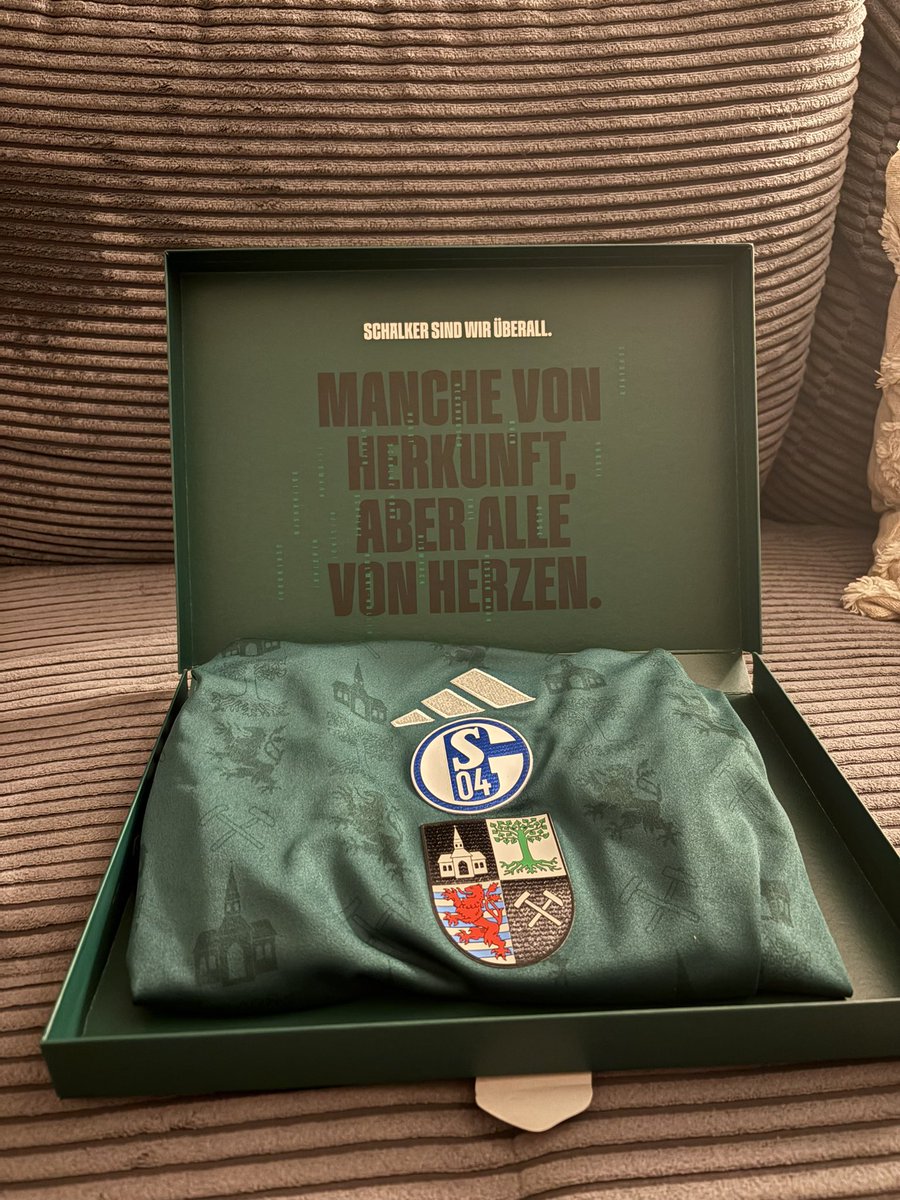 SCHALKER SIND WIR ÜBERALL.
MANCHE VON
HERKUNFT,
ABER ALLE
VON HERZEN.
S
04